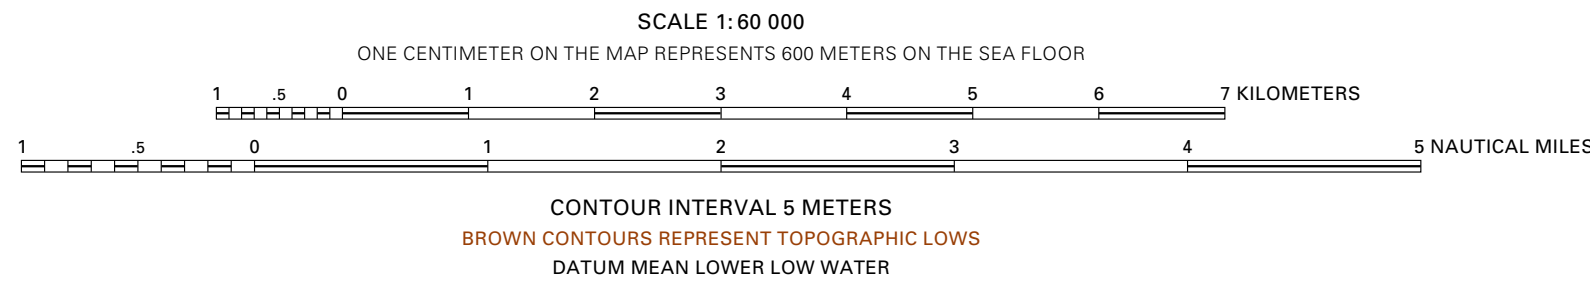 SCALE 1:60 000
ONE CENTIMETER ON THE MAP REPRESENTS 600 METERS ON THE SEA FLOOR
1 .5 0 1 2 3 4 5 6 7 KILOMETERS
1 .5 0 1 2 3 4 5 NAUTICAL MILES
CONTOUR INTERVAL 5 METERS
BROWN CONTOURS REPRESENT TOPOGRAPHIC LOWS
DATUM MEAN LOWER LOW WATER